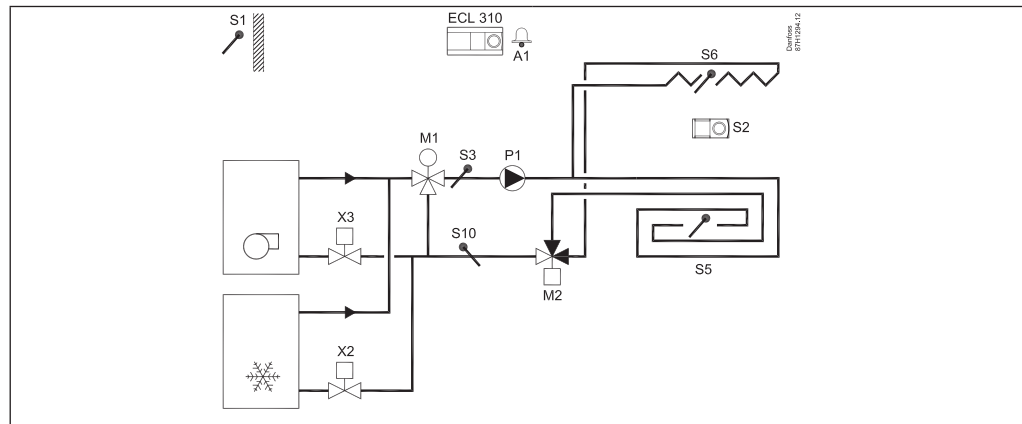 S1
ECL 310
A1
Danfoss
87H1294.12
S6
S2
M1
S3
P1
X3
S10
M2
S5
X2